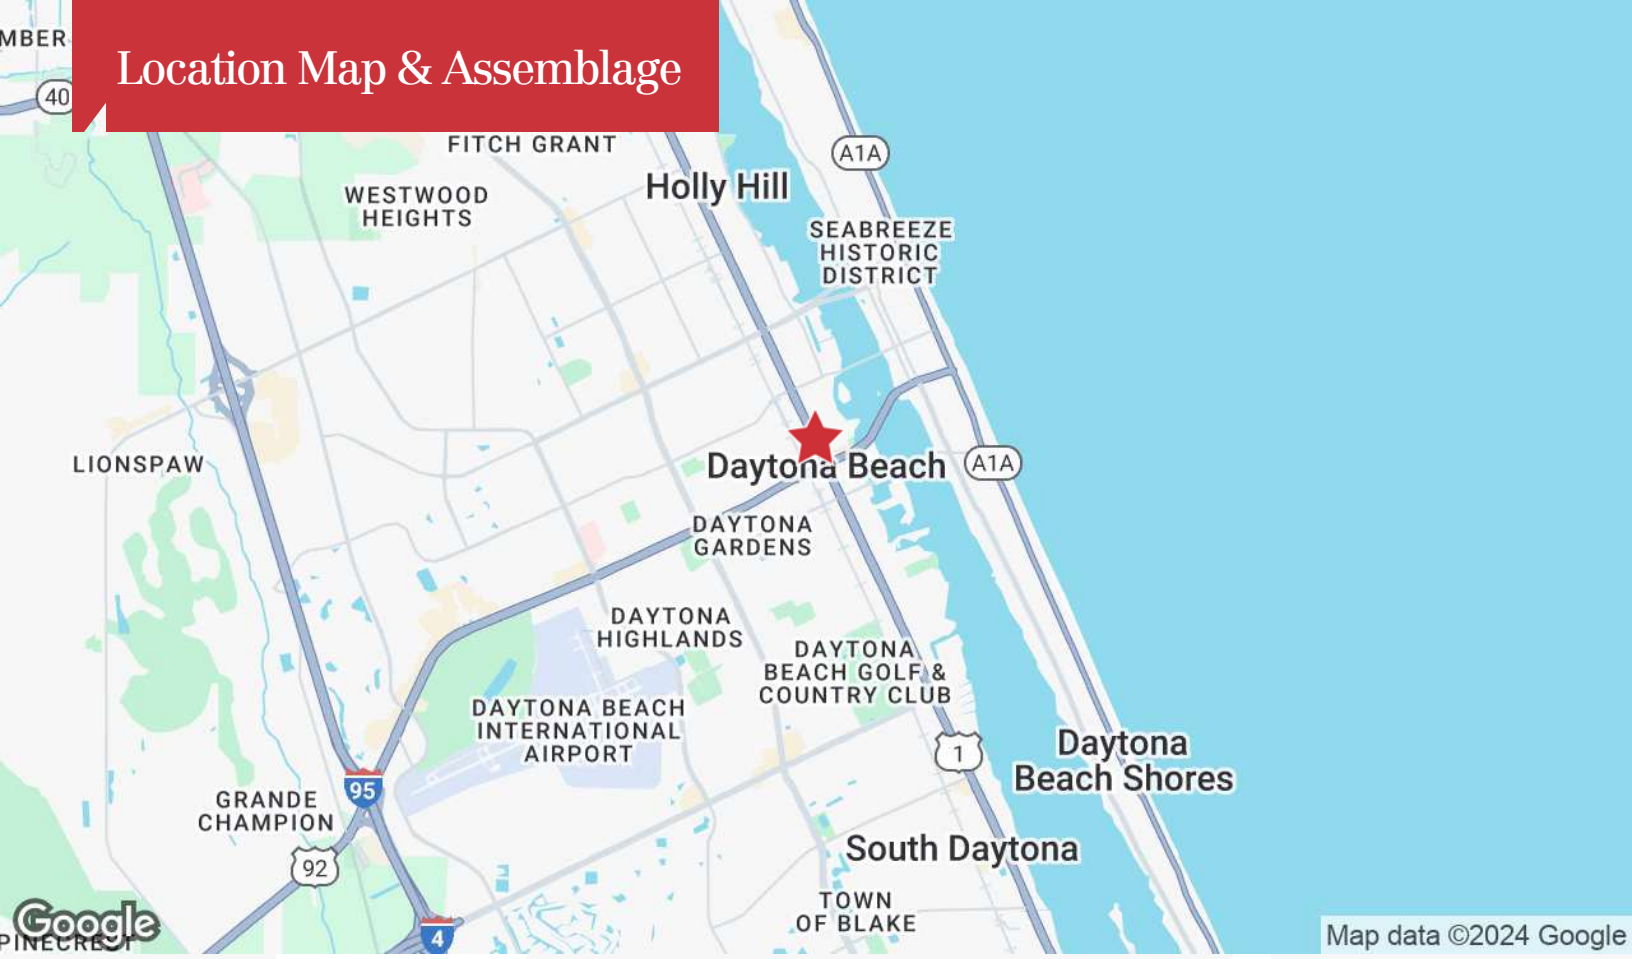 Location Map & Assemblage
MBER
40
FITCH GRANT
A1A
WESTWOOD
HEIGHTS
Holly Hill
SEABREEZE
HISTORIC
DISTRICT
LIONSPAW
Daytona Beach
A1A
DAYTONA
GARDENS
DAYTONA
HIGHLANDS
DAYTONA
BEACH GOLF &
COUNTRY CLUB
DAYTONA BEACH
INTERNATIONAL
AIRPORT
1
Daytona
Beach Shores
95
GRANDE
CHAMPION
92
South Daytona
TOWN
OF BLAKE
Google
PINECREST
4
Map data ©2024 Google